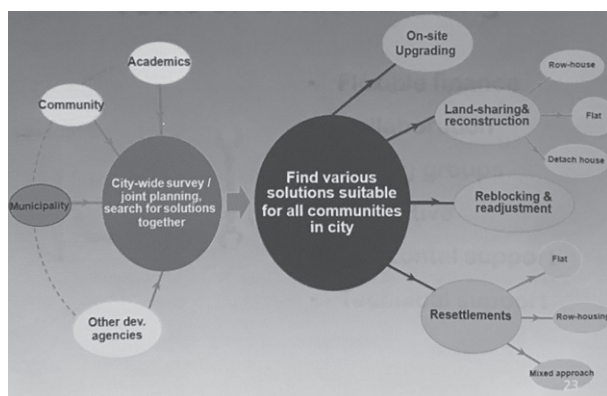 Academics
Community
Municipality
Other dev.
agencies
City-wide survey /
joint planning,
search for solutions
together
Find various
solutions suitable
for all communities
in city
On-site
Upgrading
Land-sharing&
reconstruction
Row-house
Flat
Detach house
Reblocking &
readjustment
Resettlements
Flat
Row-housing
Mixed approach
23